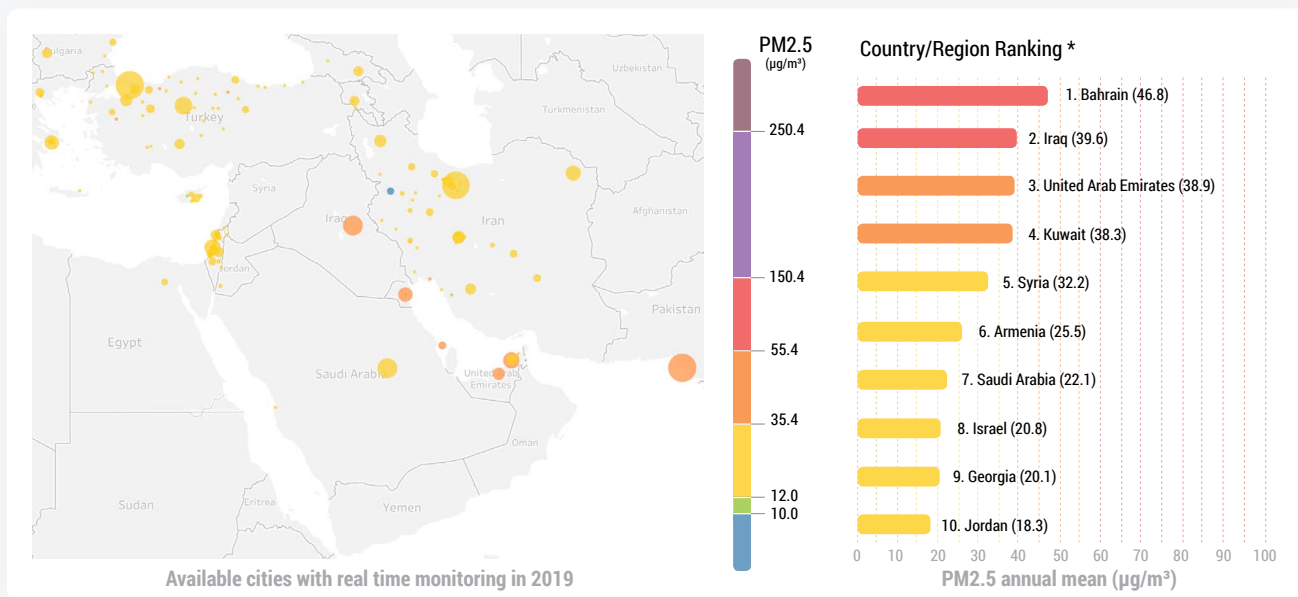 Bulgaria
Uzbekistan
Turkmenistan
Turkey
Syria
Afghanistan
Iraq
Iran
Jordan
Pakistan
Egypt
Saudi Arabia
United Arab
Emirates
Oman
Sudan
Eritrea
Yemen
Available cities with real time monitoring in 2019
PM2.5
(µg/m³)
250.4
150.4
55.4
35.4
12.0
10.0
Country/Region Ranking *
1. Bahrain (46.8)
2. Iraq (39.6)
3. United Arab Emirates (38.9)
4. Kuwait (38.3)
5. Syria (32.2)
6. Armenia (25.5)
7. Saudi Arabia (22.1)
8. Israel (20.8)
9. Georgia (20.1)
10. Jordan (18.3)
0 10 20 30 40 50 60 70 80 90 100
PM2.5 annual mean (µg/m³)